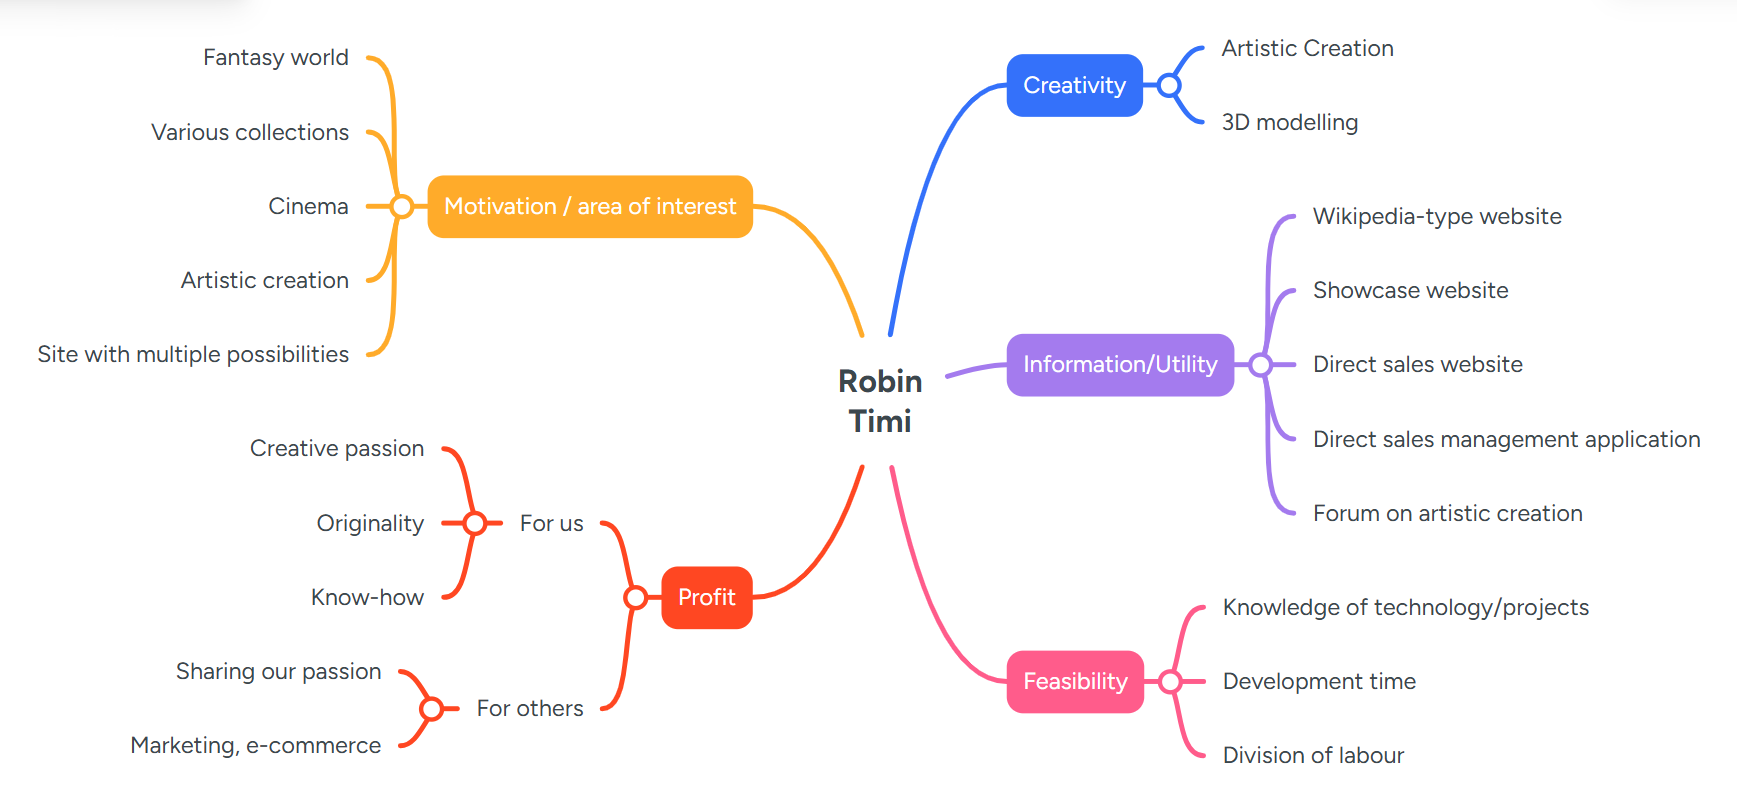 Robin
Timi
Motivation / area of interest
Fantasy world
Various collections
Cinema
Artistic creation
Site with multiple possibilities
Profit
For us
Creative passion
Originality
Know-how
For others
Sharing our passion
Marketing, e-commerce
Creativity
Artistic Creation
3D modelling
Information/Utility
Wikipedia-type website
Showcase website
Direct sales website
Direct sales management application
Forum on artistic creation
Feasibility
Knowledge of technology/projects
Development time
Division of labour